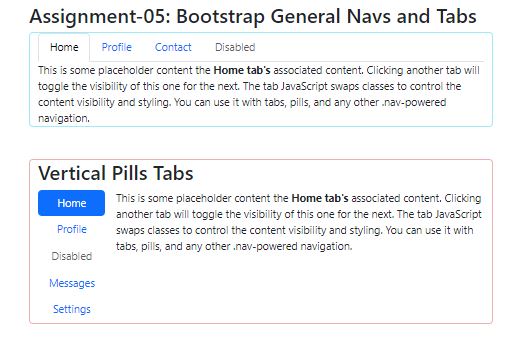 Assignment-05: Bootstrap General Navs and Tabs
Home Profile Contact Disabled
This is some placeholder content the Home tab's associated content. Clicking another tab will
toggle the visibility of this one for the next. The tab JavaScript swaps classes to control the
content visibility and styling. You can use it with tabs, pills, and any other .nav-powered
navigation.
Vertical Pills Tabs
Home
Profile
Disabled
Messages
Settings
This is some placeholder content the Home tab's associated content. Clicking
another tab will toggle the visibility of this one for the next. The tab JavaScript
swaps classes to control the content visibility and styling. You can use it with
tabs, pills, and any other .nav-powered navigation.